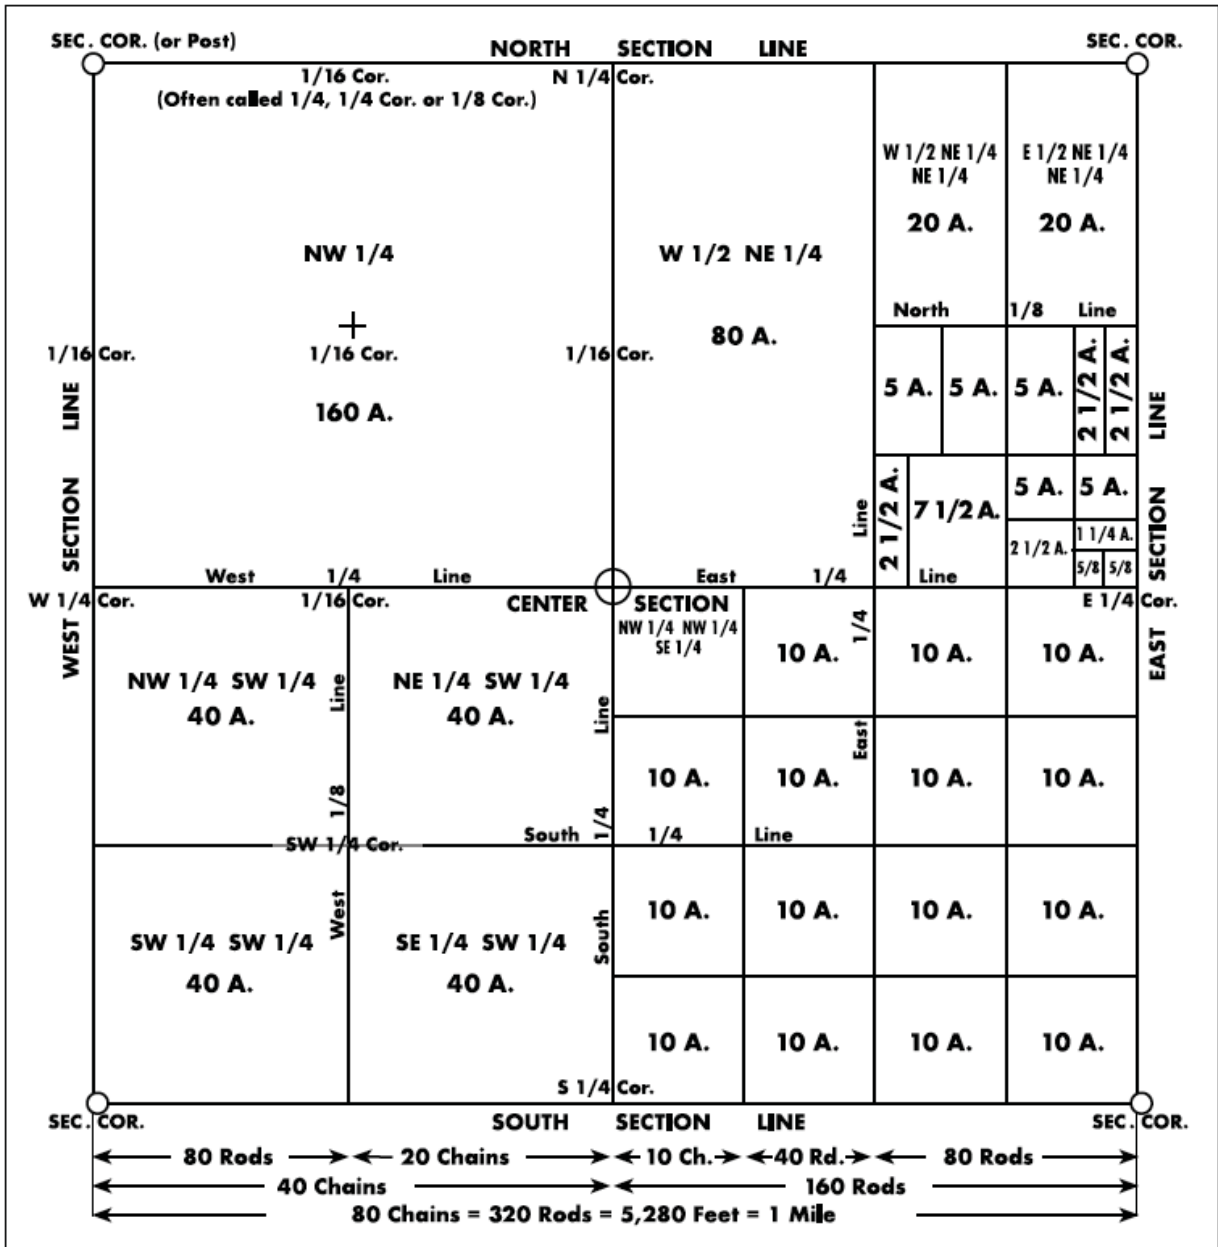 SEC. COR. (or Post)
NORTH SECTION LINE
SEC. COR.
1/16 Cor.
(Often called 1/4, 1/4 Cor. or 1/8 Cor.)
N 1/4 Cor.
W 1/2 NE 1/4
NE 1/4
20 A.
E 1/2 NE 1/4
NE 1/4
20 A.
NW 1/4
W 1/2 NE 1/4
80 A.
North 1/8 Line
1/16 Cor.
1/16 Cor.
1/16 Cor.
160 A.
5 A.
5 A.
5 A.
2 1/2 A.
2 1/2 A.
WEST SECTION LINE
EAST SECTION LINE
2 1/2 A.
7 1/2 A.
5 A.
5 A.
2 1/2 A.
1 1/4 A.
5/8
5/8
West 1/4 Line
East 1/4 Line
East 1/4 Line
W 1/4 Cor.
1/16 Cor.
CENTER SECTION
E 1/4 Cor.
NW 1/4 NW 1/4
SE 1/4
10 A.
10 A.
10 A.
NW 1/4 SW 1/4
40 A.
West 1/8 Line
NE 1/4 SW 1/4
40 A.
South 1/4 Line
10 A.
10 A.
10 A.
10 A.
SW 1/4 Cor.
South 1/4 Line
10 A.
10 A.
10 A.
10 A.
SW 1/4 SW 1/4
40 A.
SE 1/4 SW 1/4
40 A.
10 A.
10 A.
10 A.
10 A.
S 1/4 Cor.
SEC. COR.
SOUTH SECTION LINE
SEC. COR.
80 Rods
20 Chains
10 Ch.
40 Rd.
80 Rods
40 Chains
160 Rods
80 Chains = 320 Rods = 5,280 Feet = 1 Mile